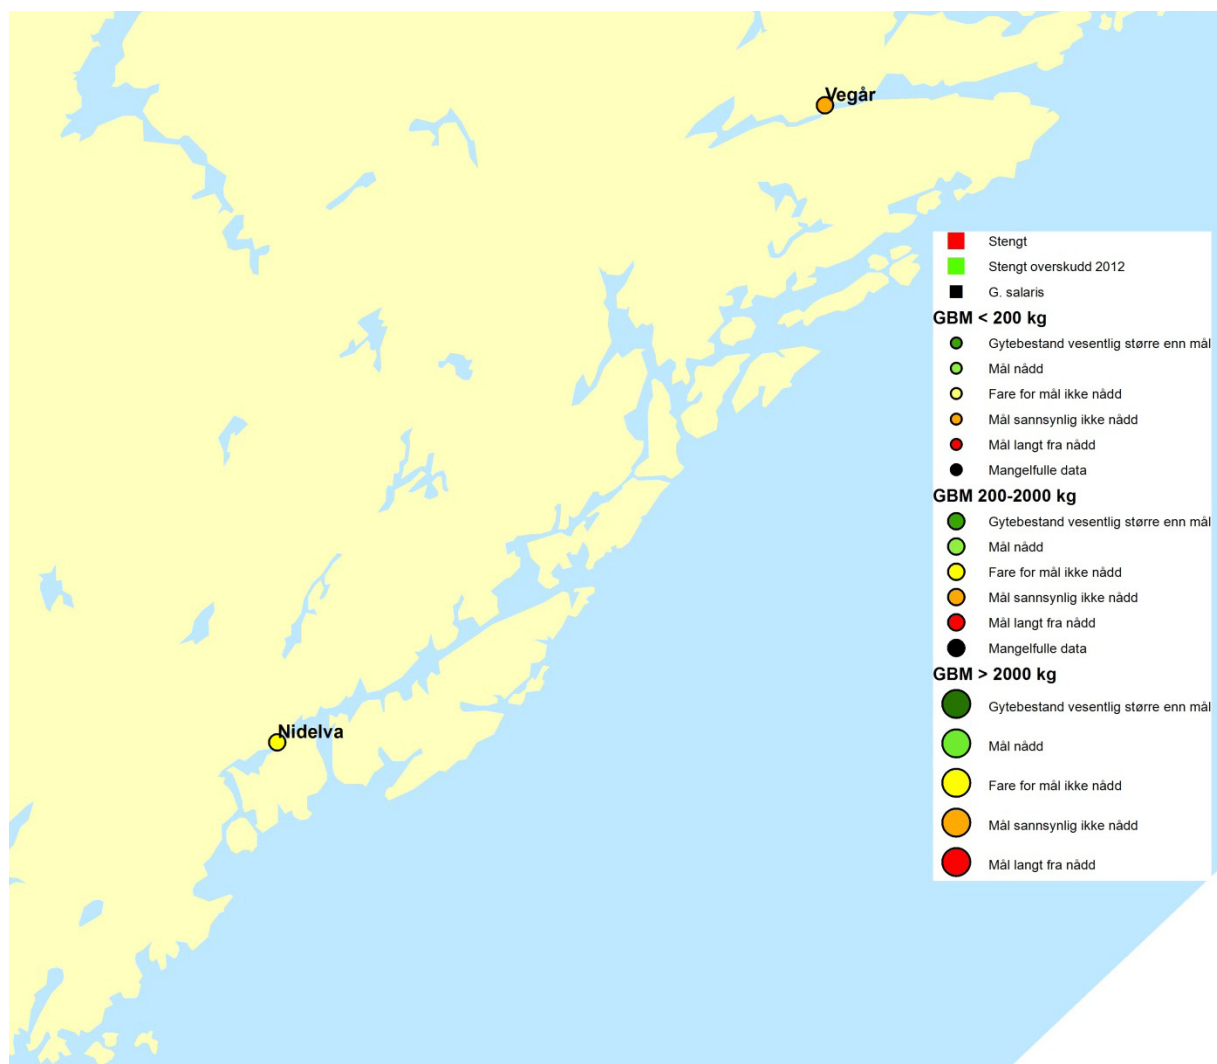 Vegår
Nidelva
Stengt
Stengt overskudd 2012
G. salaris
GBM < 200 kg
Gytebestand vesentlig større enn mål
Mål nådd
Fare for mål ikke nådd
Mål sannsynlig ikke nådd
Mål langt fra nådd
Mangelfulle data
GBM 200-2000 kg
Gytebestand vesentlig større enn mål
Mål nådd
Fare for mål ikke nådd
Mål sannsynlig ikke nådd
Mål langt fra nådd
Mangelfulle data
GBM > 2000 kg
Gytebestand vesentlig større enn mål
Mål nådd
Fare for mål ikke nådd
Mål sannsynlig ikke nådd
Mål langt fra nådd